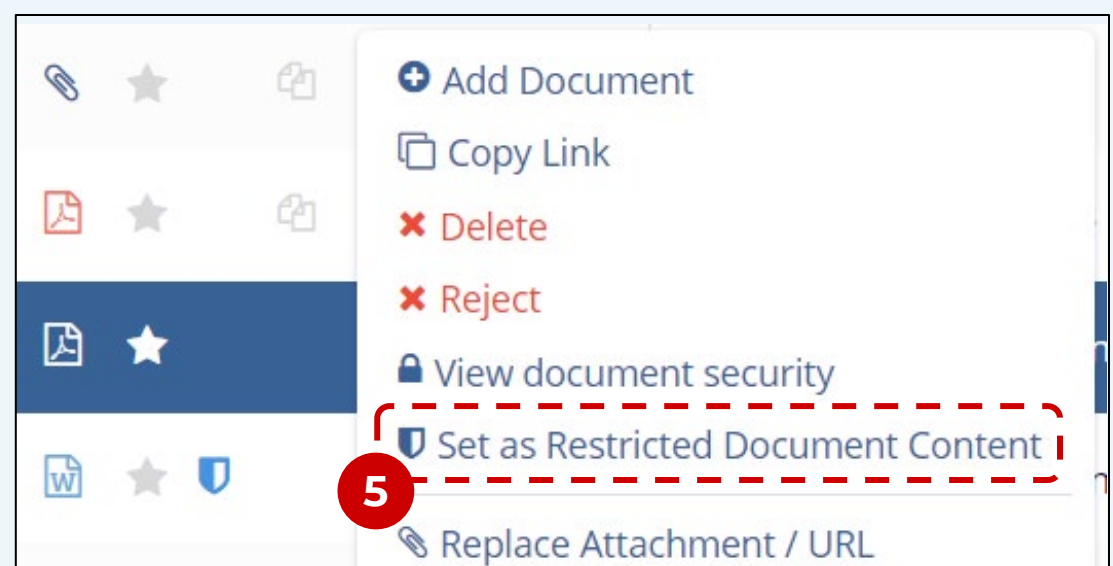 Add Document
Copy Link
Delete
Reject
View document security
Set as Restricted Document Content
5
Replace Attachment / URL